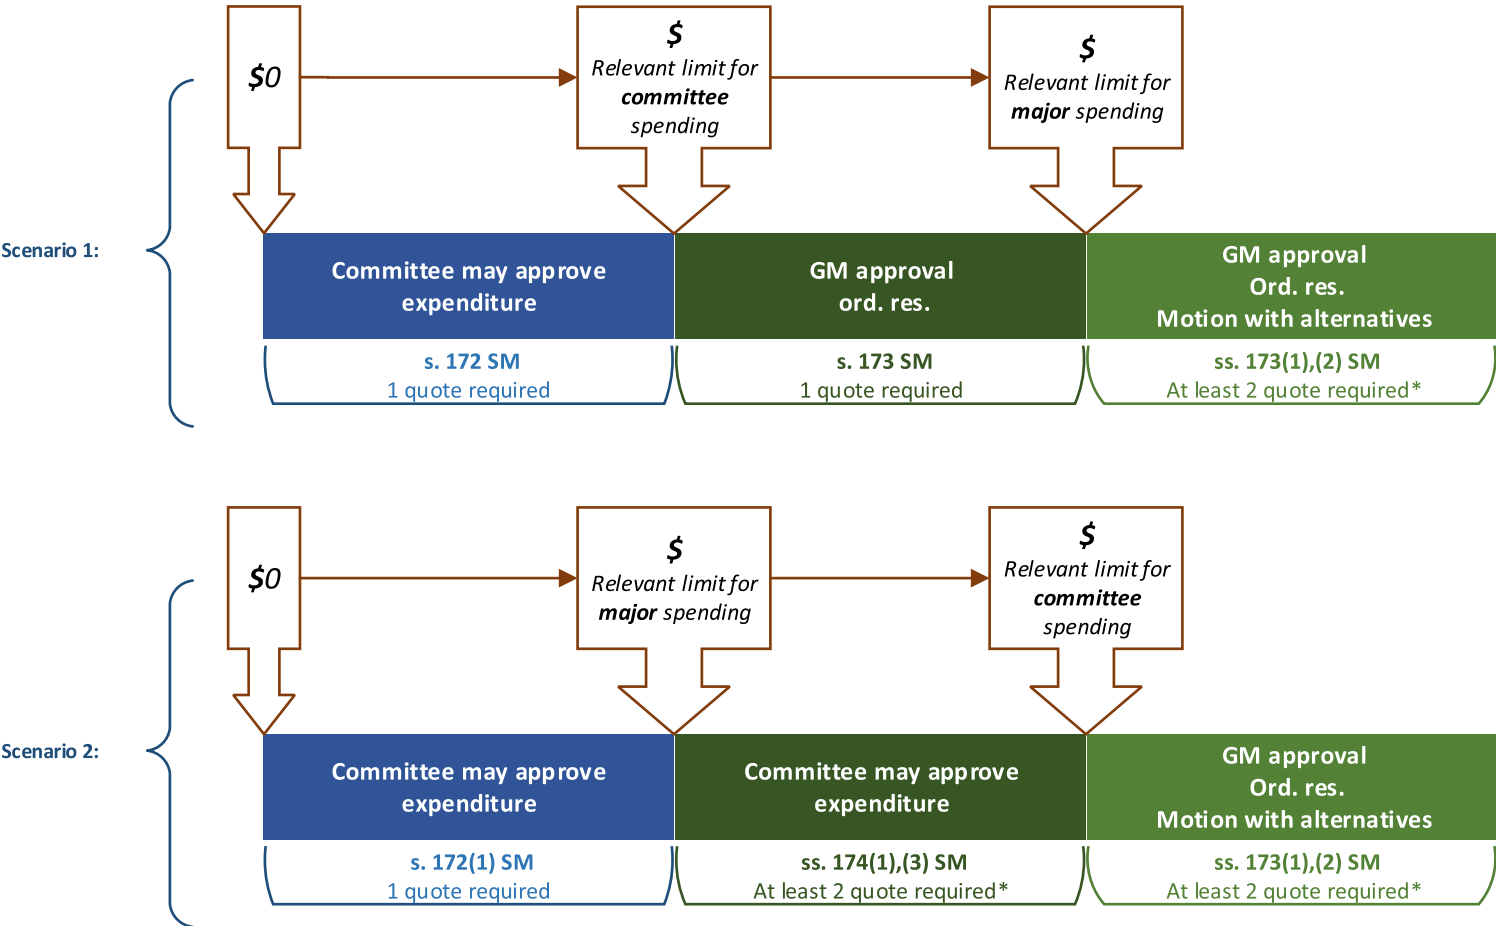 $0
$
Relevant limit for
committee
spending
$
Relevant limit for
major spending
Scenario 1:
Committee may approve
expenditure
GM approval
ord. res.
GM approval
Ord. res.
Motion with alternatives
s. 172 SM
1 quote required
s. 173 SM
1 quote required
ss. 173(1),(2) SM
At least 2 quote required*
$0
$
Relevant limit for
major spending
$
Relevant limit for
committee
spending
Scenario 2:
Committee may approve
expenditure
Committee may approve
expenditure
GM approval
Ord. res.
Motion with alternatives
s. 172(1) SM
1 quote required
ss. 174(1),(3) SM
At least 2 quote required*
ss. 173(1),(2) SM
At least 2 quote required*